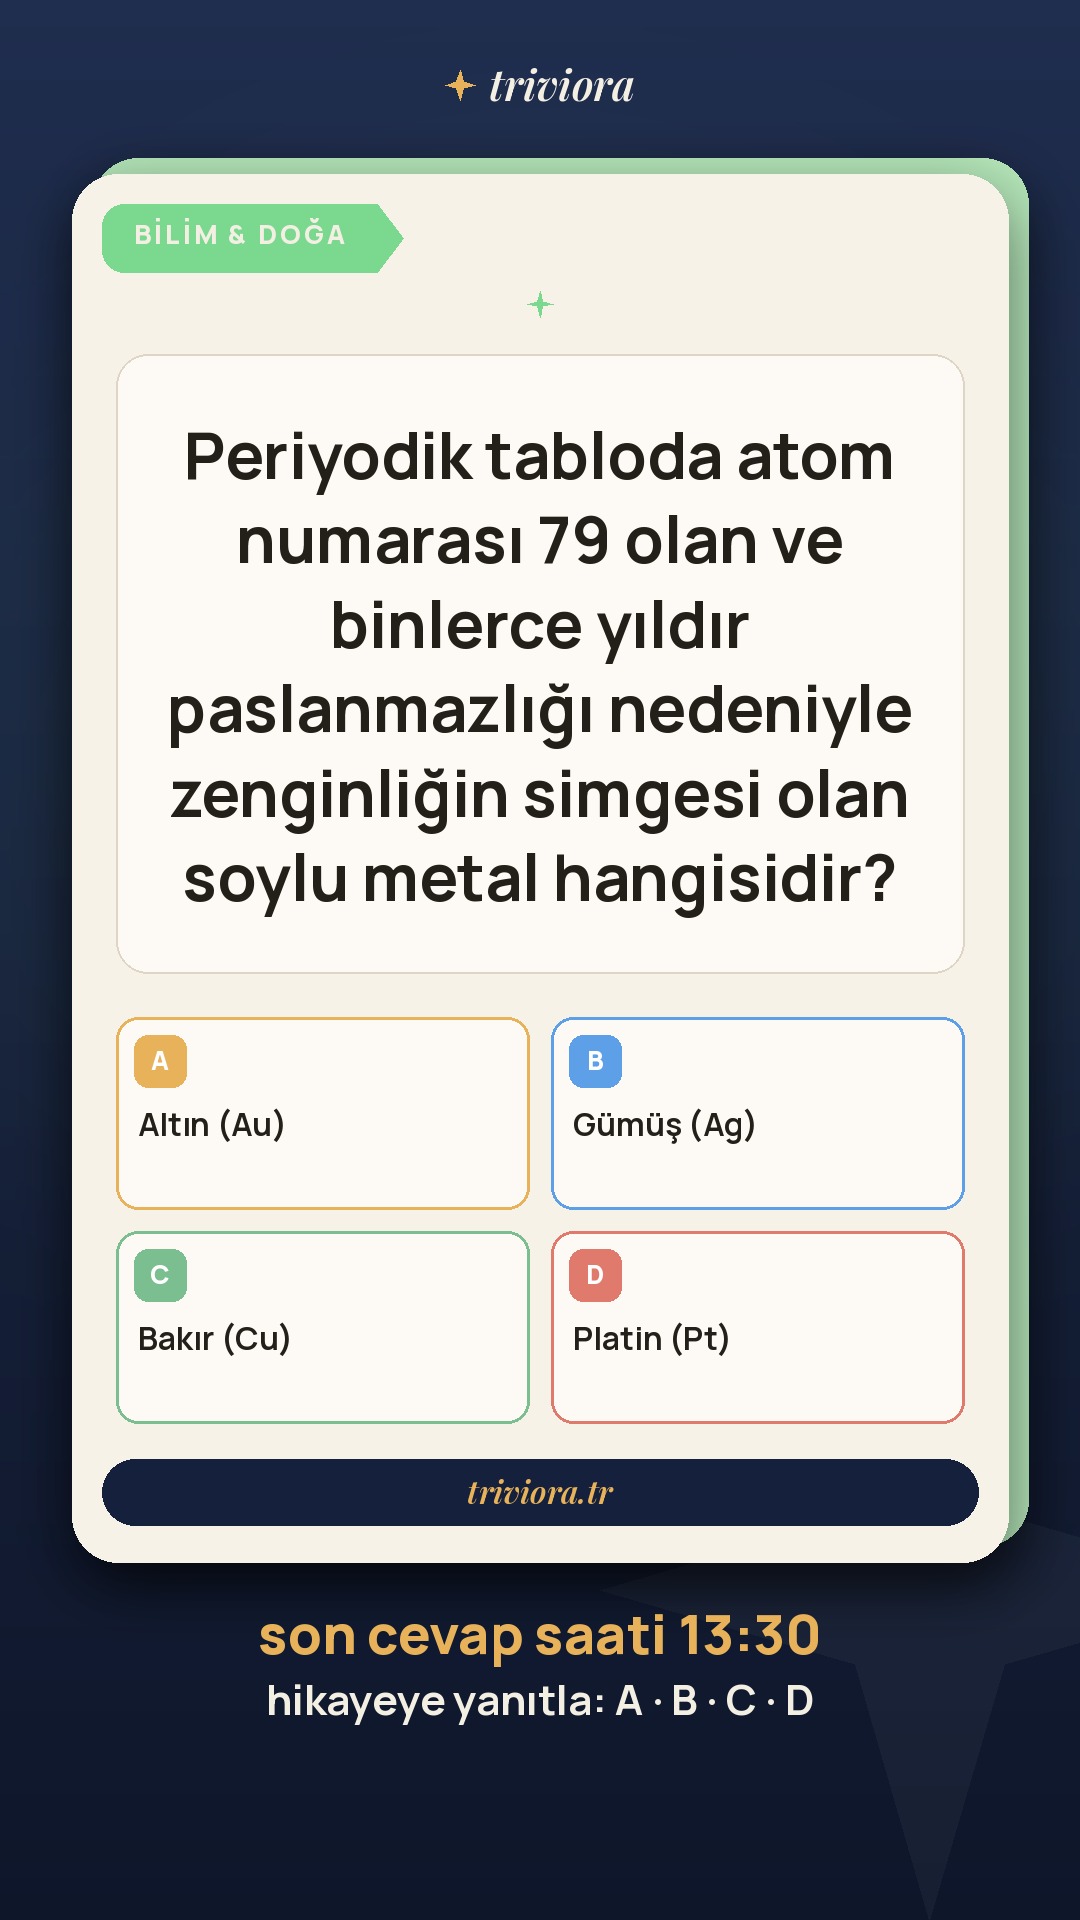 triviora
BİLİM & DOĞA
Periyodik tabloda atom
numarası 79 olan ve
binlerce yıldır
paslanmazlığı nedeniyle
zenginliğin simgesi olan
soylu metal hangisidir?
A
Altın (Au)
B
Gümüş (Ag)
C
Bakır (Cu)
D
Platin (Pt)
triviora.tr
son cevap saati 13:30
hikayeye yanıtla: A · B · C · D